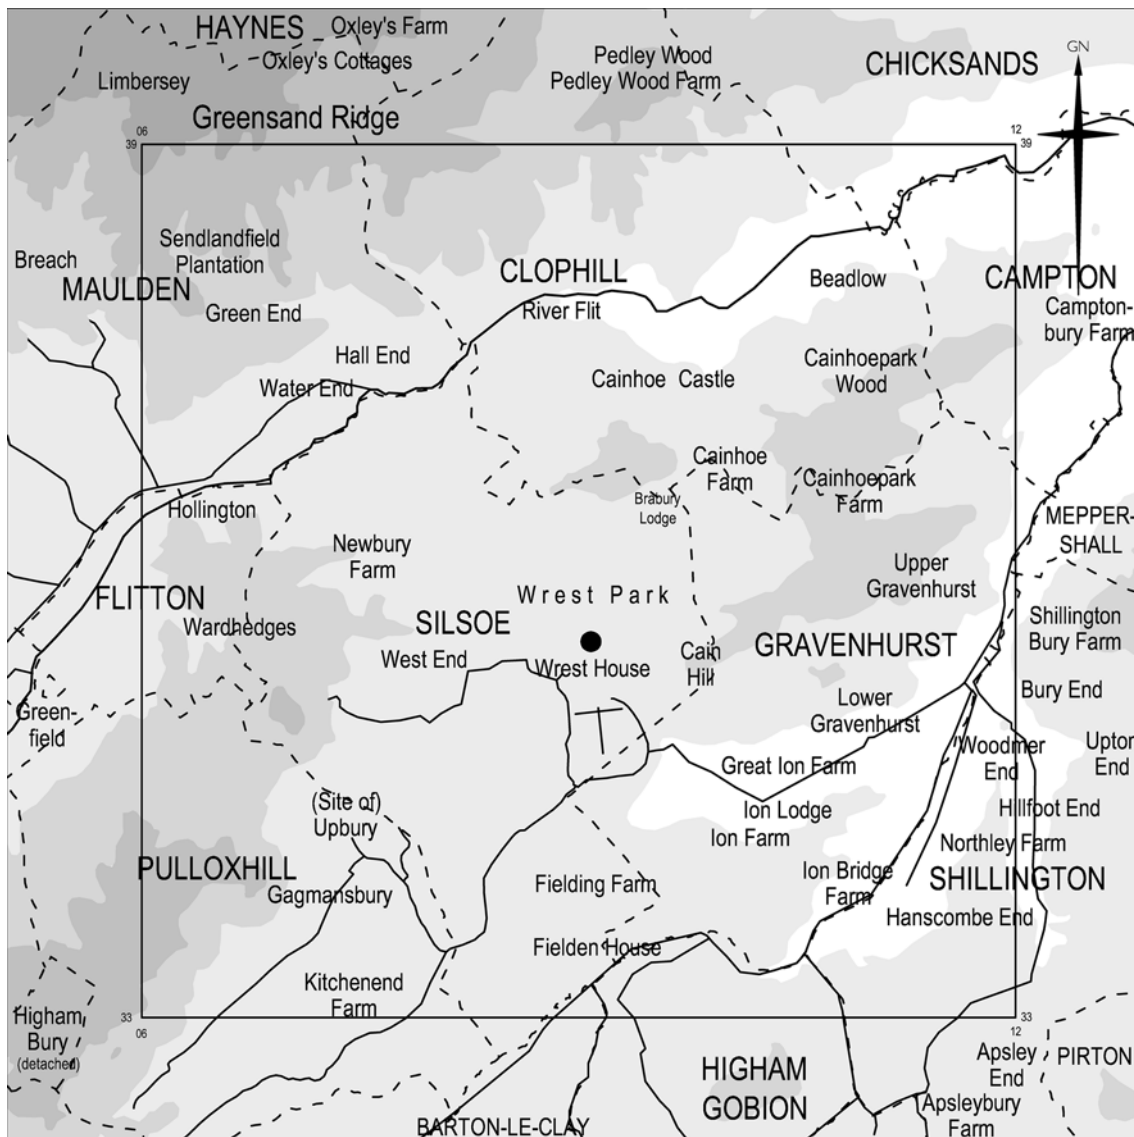 HAYNES
Oxley's Farm
Oxley's Cottages
Limbersey
Greensand Ridge
Pedley Wood
Pedley Wood Farm
CHICKSANDS
GN
06
39
12
39
Breach
MAULDEN
Sendlandfield
Plantation
Green End
CLOPHILL
River Flit
Beadlow
CAMPTON
Campton-
bury Farm
Hall End
Water End
Cainhoe Castle
Cainhoepark
Wood
Cainhoe
Farm
Cainhoepark
Farm
Brabury
Lodge
Hollington
MEPPER-
SHALL
Newbury
Farm
Upper
Gravenhurst
FLITTON
Wardhedges
Wrest Park
SILSOE
West End
Wrest House
Cain
Hill
GRAVENHURST
Shillington
Bury Farm
Green-
field
Lower
Gravenhurst
Bury End
Woodmer
End
Upton
End
Great Ion Farm
Ion Lodge
Ion Farm
Hillfoot End
(Site of)
Upbury
Northley Farm
PULLOXHILL
Gagmansbury
Fielding Farm
Ion Bridge
Farm
SHILLINGTON
Hanscombe End
Fielden House
Kitchenend
Farm
Higham
Bury
(detached)
33
06
33
12
HIGHAM
GOBION
Apsley
End
PIRTON
Apsleybury
Farm
BARTON-LE-CLAY